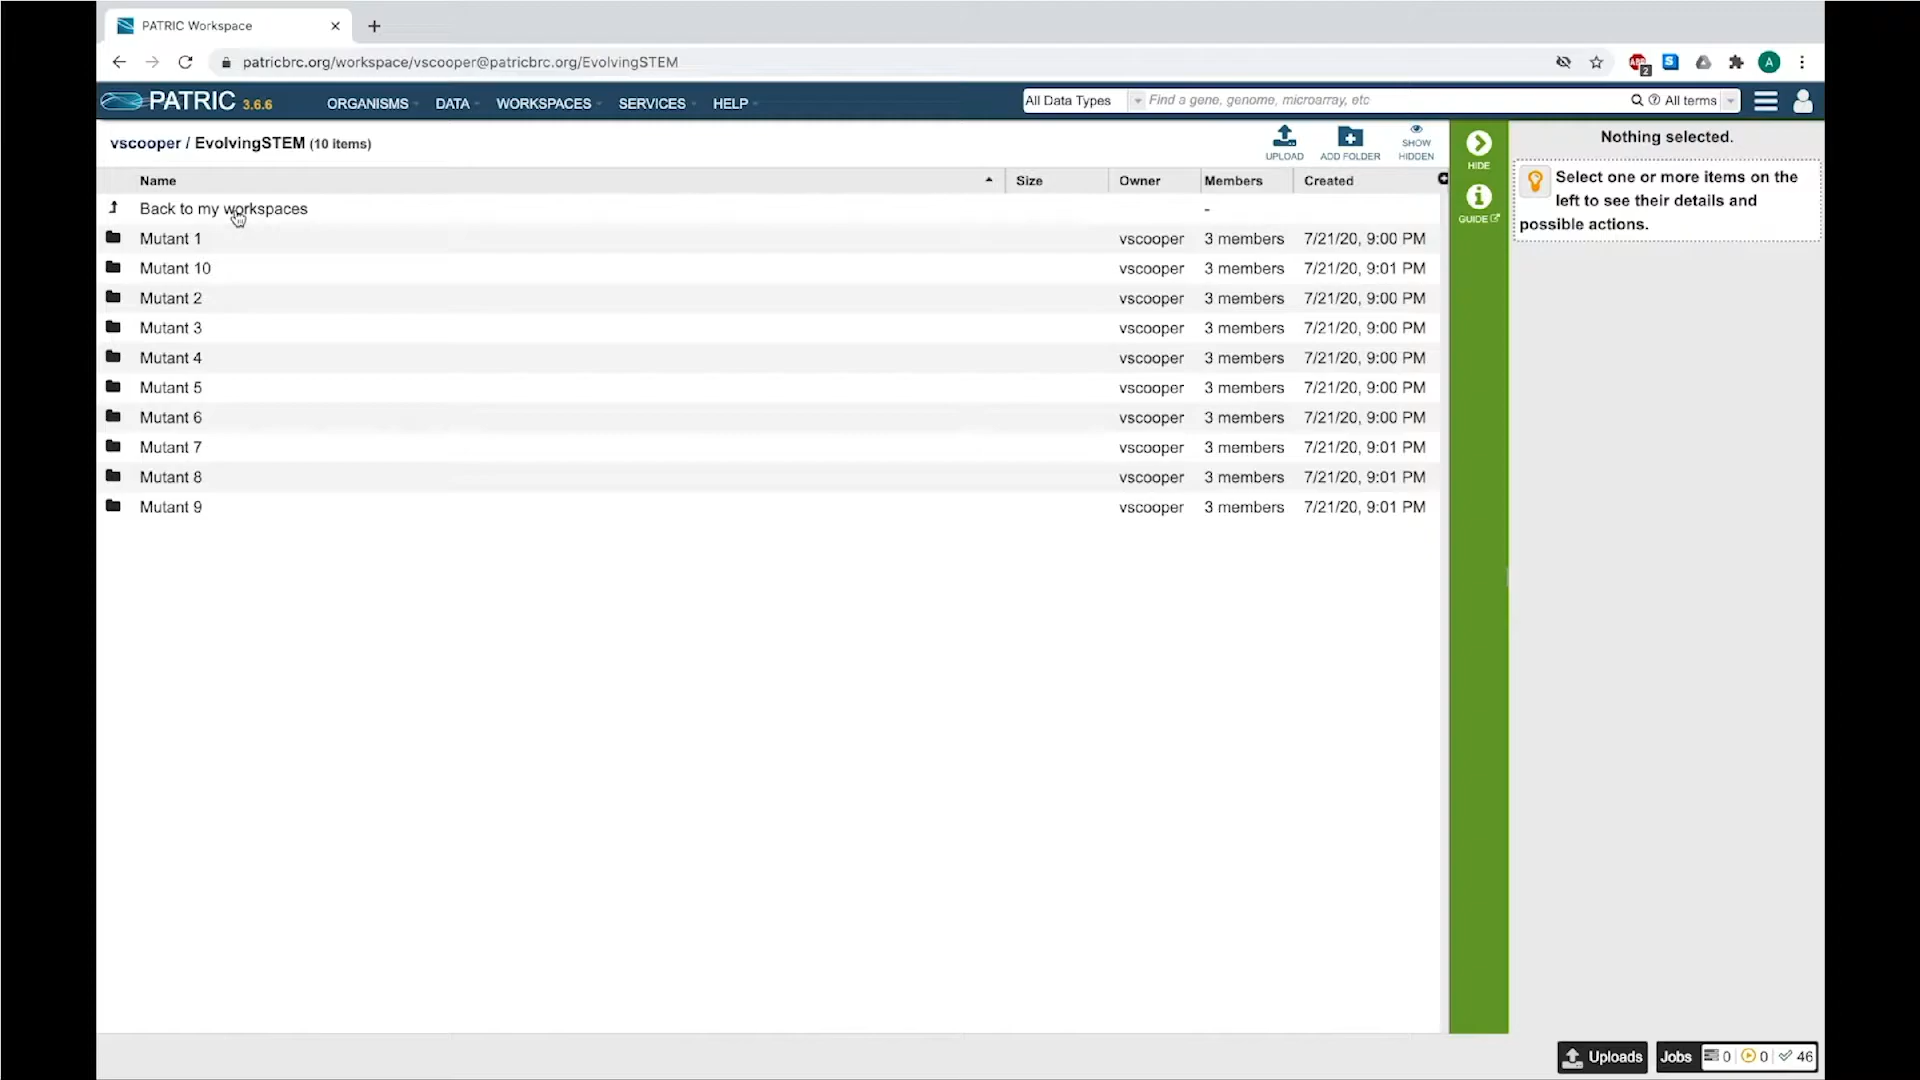 PATRIC Workspace
patricbrc.org/workspace/vscooper@patricbrc.org/EvolvingSTEM
ABP 2 S A
PATRIC 3.6.6 ORGANISMS DATA WORKSPACES SERVICES HELP All Data Types Find a gene, genome, microarray, etc All terms
vscooper / EvolvingSTEM (10 items) UPLOAD ADD FOLDER SHOW HIDDEN HIDE
GUIDE
Name Size Owner Members Created
Back to my workspaces -
Mutant 1 vscooper 3 members 7/21/20, 9:00 PM
Mutant 10 vscooper 3 members 7/21/20, 9:01 PM
Mutant 2 vscooper 3 members 7/21/20, 9:00 PM
Mutant 3 vscooper 3 members 7/21/20, 9:00 PM
Mutant 4 vscooper 3 members 7/21/20, 9:00 PM
Mutant 5 vscooper 3 members 7/21/20, 9:00 PM
Mutant 6 vscooper 3 members 7/21/20, 9:00 PM
Mutant 7 vscooper 3 members 7/21/20, 9:01 PM
Mutant 8 vscooper 3 members 7/21/20, 9:01 PM
Mutant 9 vscooper 3 members 7/21/20, 9:01 PM
Nothing selected.
Select one or more items on the
left to see their details and
possible actions.
Uploads Jobs 0 0 46